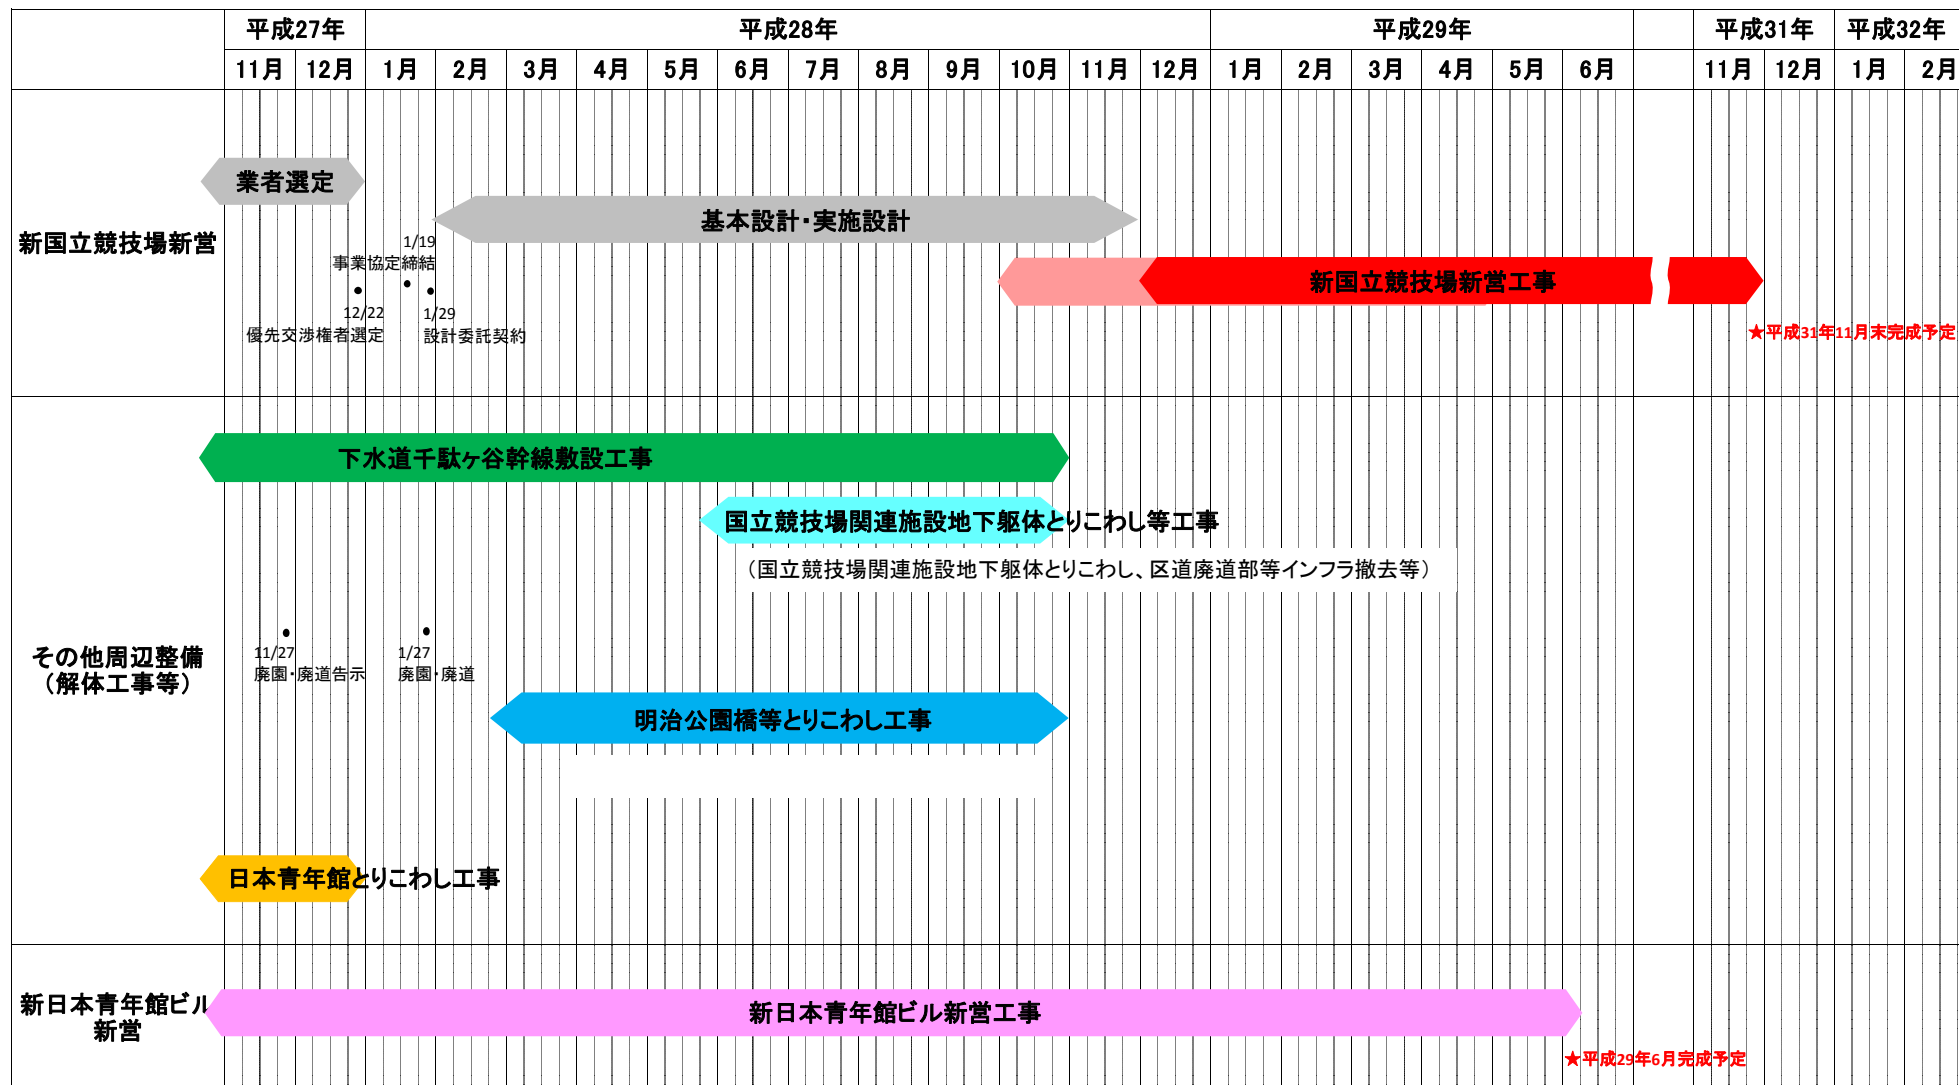 平成27年 平成28年 平成29年 平成31年 平成32年
11月 12月 1月 2月 3月 4月 5月 6月 7月 8月 9月 10月 11月 12月 1月 2月 3月 4月 5月 6月 11月 12月 1月 2月
新国立競技場新営
業者選定
基本設計・実施設計
1/19
事業協定締結
新国立競技場新営工事
12/22
優先交渉権者選定
1/29
設計委託契約
★平成31年11月末完成予定
その他周辺整備
（解体工事等）
下水道千駄ヶ谷幹線敷設工事
国立競技場関連施設地下躯体とりこわし等工事
（国立競技場関連施設地下躯体とりこわし、区道廃道部等インフラ撤去等）
11/27
廃園・廃道告示
1/27
廃園・廃道
明治公園橋等とりこわし工事
日本青年館とりこわし工事
新日本青年館ビル
新営
新日本青年館ビル新営工事
★平成29年6月完成予定